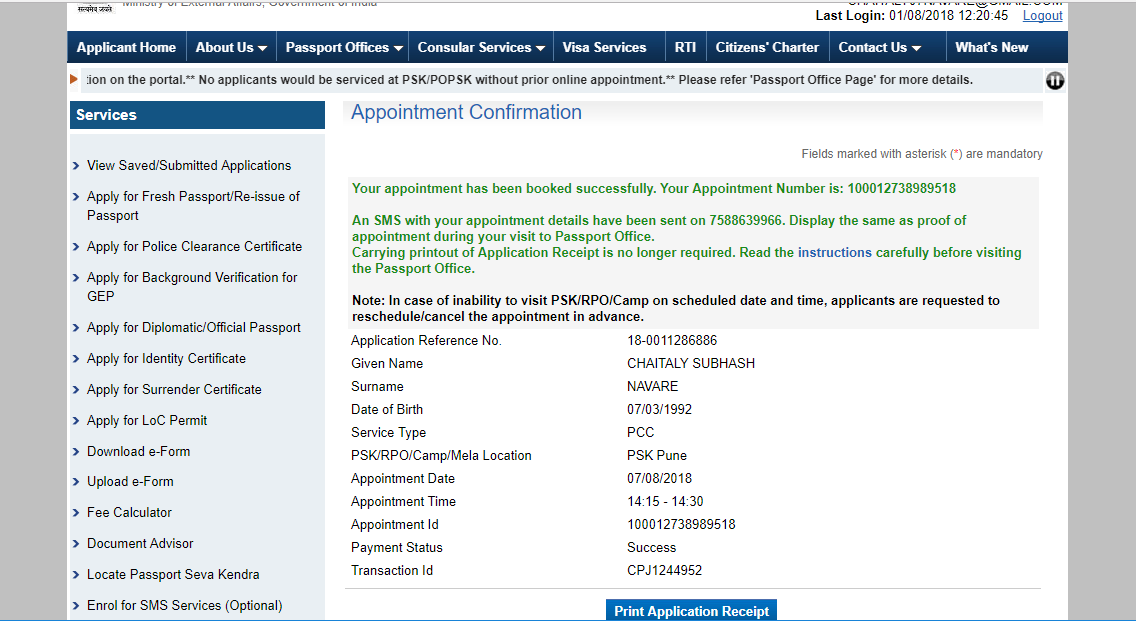 सत्यमेव जयते
Ministry of External Affairs, Government of India
Last Login: 01/08/2018 12:20:45 Logout
Applicant Home About Us Passport Offices Consular Services Visa Services RTI Citizens' Charter Contact Us What's New
tion on the portal.** No applicants would be serviced at PSK/POPSK without prior online appointment.** Please refer 'Passport Office Page' for more details.
Services
View Saved/Submitted Applications
Apply for Fresh Passport/Re-issue of
Passport
Apply for Police Clearance Certificate
Apply for Background Verification for
GEP
Apply for Diplomatic/Official Passport
Apply for Identity Certificate
Apply for Surrender Certificate
Apply for LoC Permit
Download e-Form
Upload e-Form
Fee Calculator
Document Advisor
Locate Passport Seva Kendra
Enrol for SMS Services (Optional)
Appointment Confirmation
Fields marked with asterisk (*) are mandatory
Your appointment has been booked successfully. Your Appointment Number is: 100012738989518
An SMS with your appointment details have been sent on 7588639966. Display the same as proof of
appointment during your visit to Passport Office.
Carrying printout of Application Receipt is no longer required. Read the instructions carefully before visiting
the Passport Office.
Note: In case of inability to visit PSK/RPO/Camp on scheduled date and time, applicants are requested to
reschedule/cancel the appointment in advance.
Application Reference No. 18-0011286886
Given Name CHAITALY SUBHASH
Surname NAVARE
Date of Birth 07/03/1992
Service Type PCC
PSK/RPO/Camp/Mela Location PSK Pune
Appointment Date 07/08/2018
Appointment Time 14:15 - 14:30
Appointment Id 100012738989518
Payment Status Success
Transaction Id CPJ1244952
Print Application Receipt